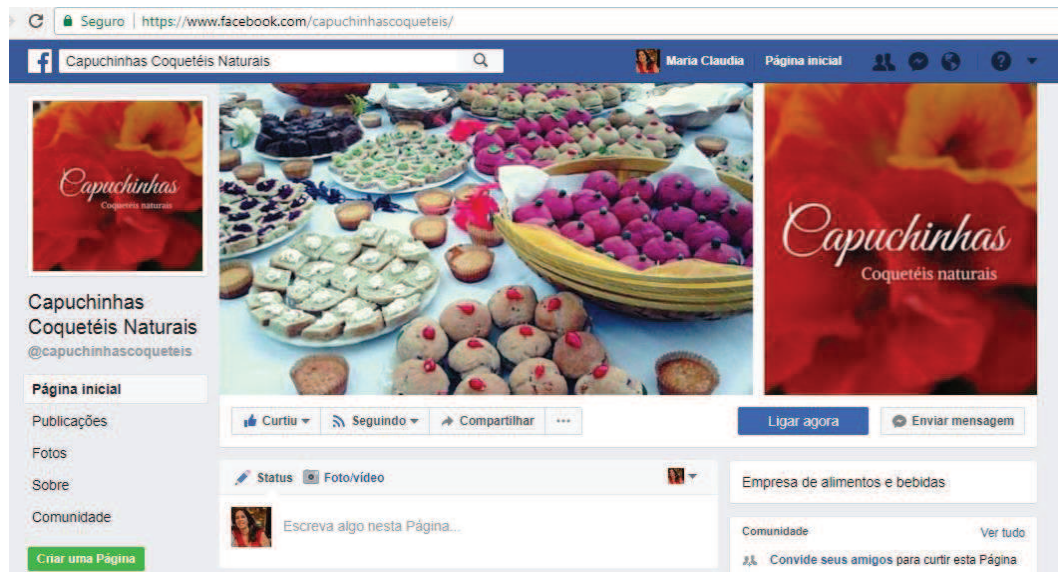 Seguro | https://www.facebook.com/capuchinhascoqueteis/
Capuchinhas Coquetéis Naturais
Maria Claudia Página inicial
Capuchinhas
Coquetéis naturais
Capuchinhas
Coquetéis naturais
Capuchinhas
Coquetéis Naturais
@capuchinhascoqueteis
Página inicial
Publicações
Fotos
Sobre
Comunidade
Criar uma Página
Curtiu Seguindo Compartilhar ...
Ligar agora Enviar mensagem
Status Foto/vídeo
Escreva algo nesta Página...
Empresa de alimentos e bebidas
Comunidade Ver tudo
Convide seus amigos para curtir esta Página